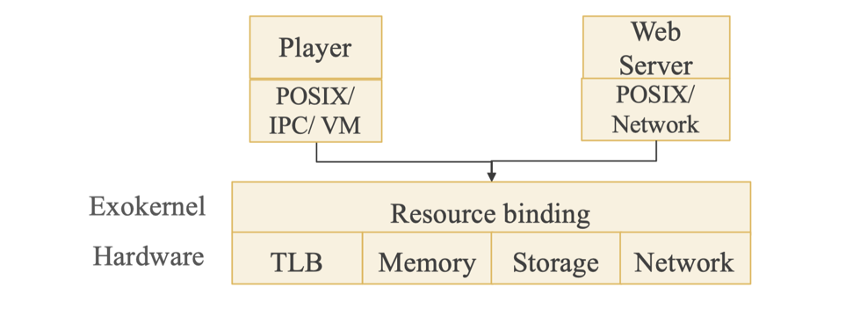 Player
POSIX/
IPC/ VM
Web
Server
POSIX/
Network
Exokernel
Resource binding
Hardware
TLB
Memory
Storage
Network